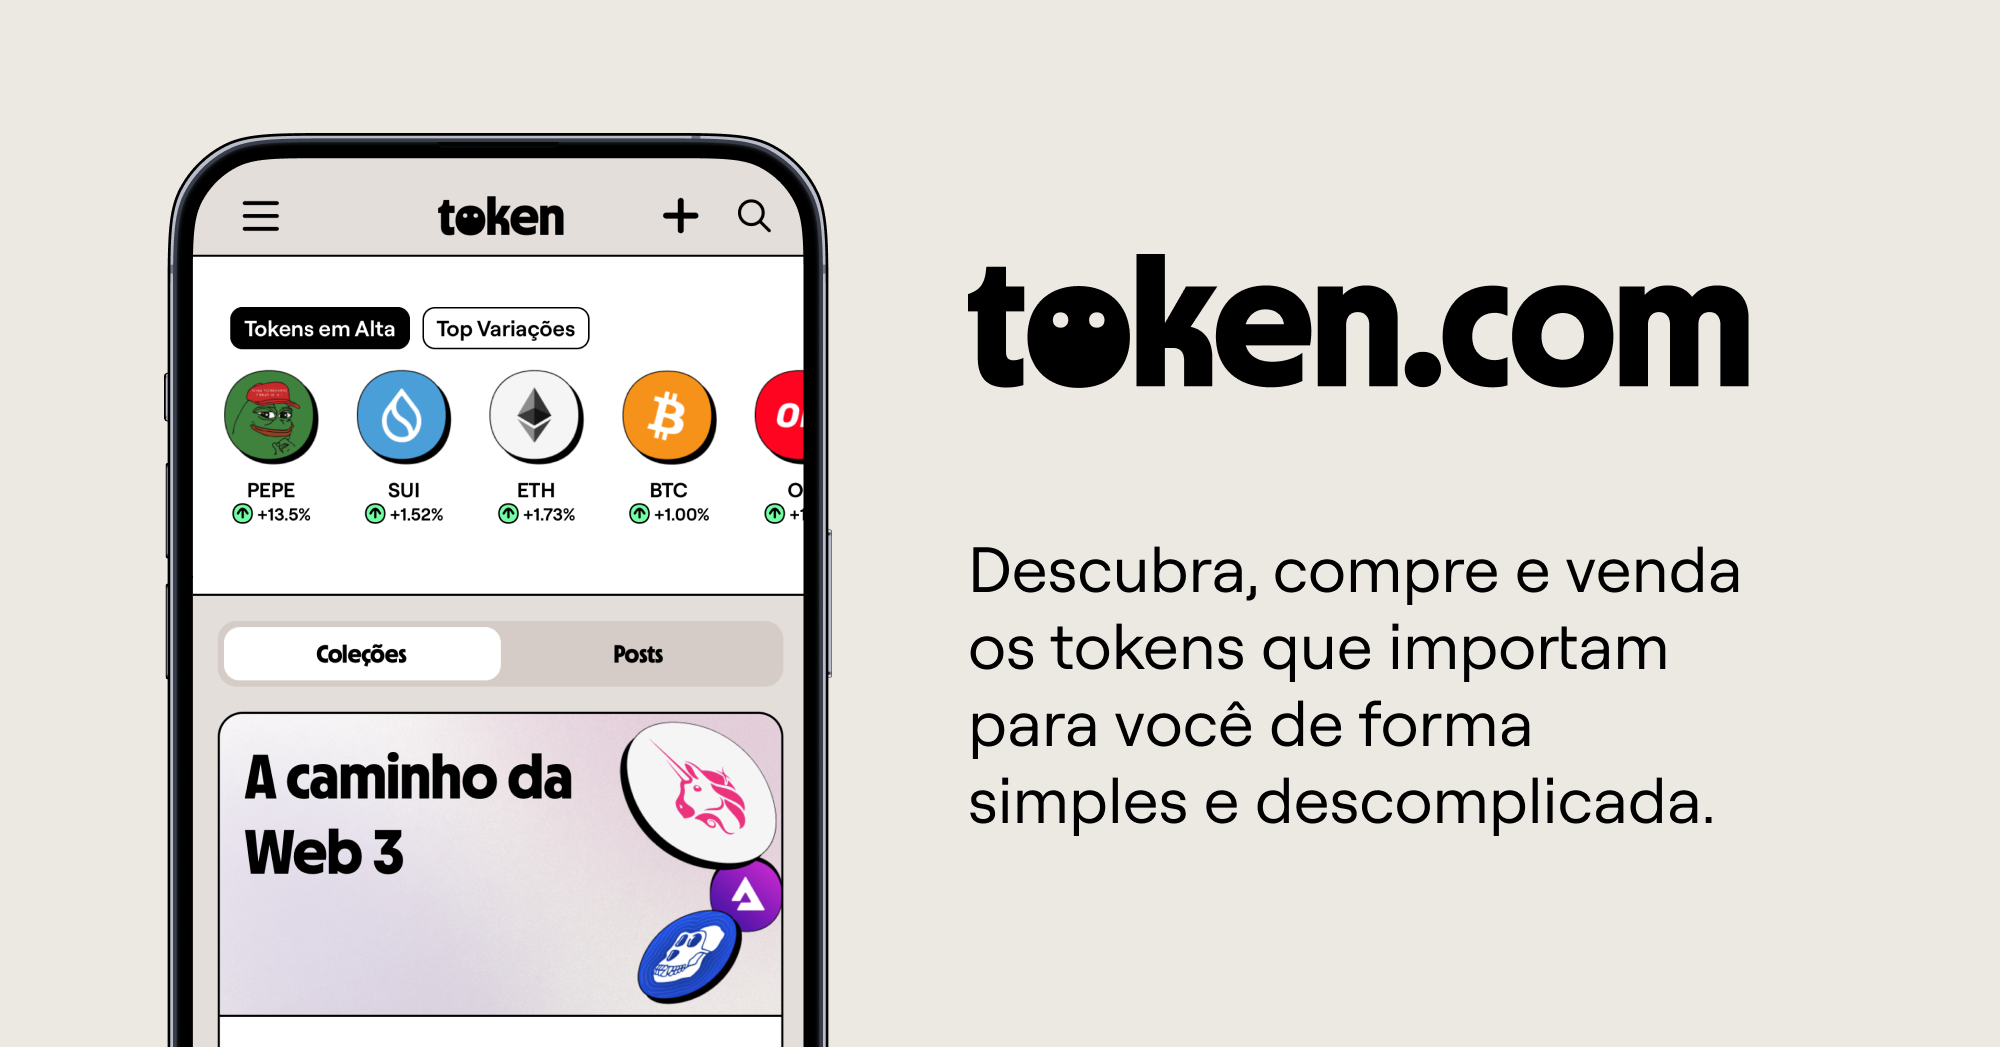 token
Tokens em Alta
Top Variações
PEPE
SUI
ETH
BTC
+13.5%
+1.52%
+1.73%
+1.00%
Coleções
Posts
A caminho da
Web 3
token.com
Descubra, compre e venda
os tokens que importam
para você de forma
simples e descomplicada.